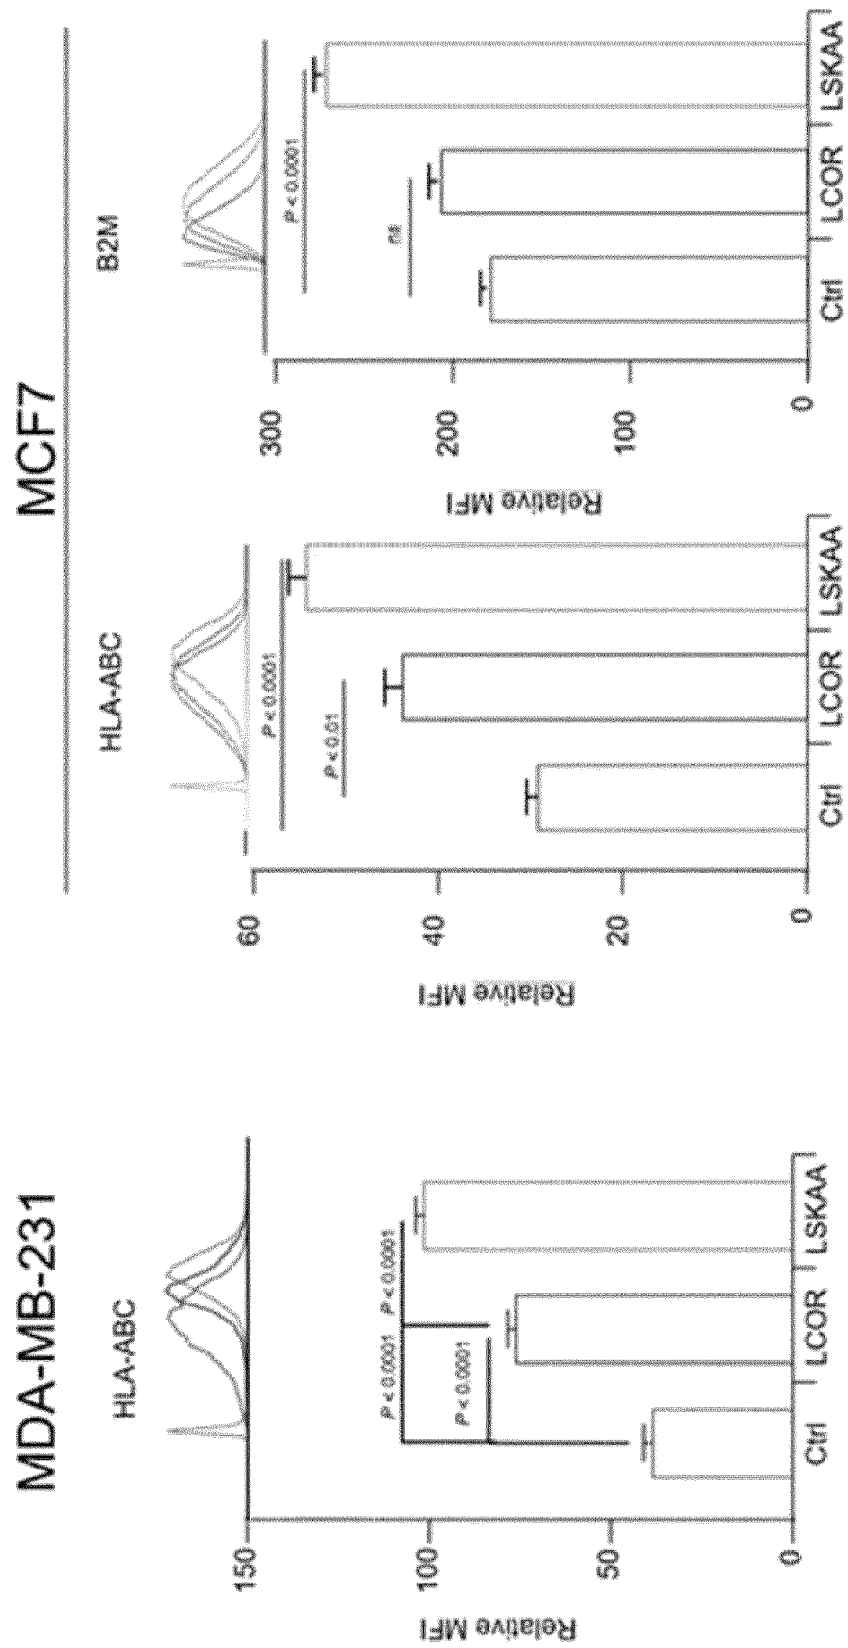 MDA-MB-231
HLA-ABC
Relative MFI
150
100
50
0
P < 0.0001
P < 0.0001
P < 0.0001
Ctrl
LCOR
LSKAA
MCF7
HLA-ABC
Relative MFI
60
40
20
0
P < 0.0001
P < 0.01
Ctrl
LCOR
LSKAA
B2M
Relative MFI
300
200
100
0
P < 0.0001
ns
Ctrl
LCOR
LSKAA